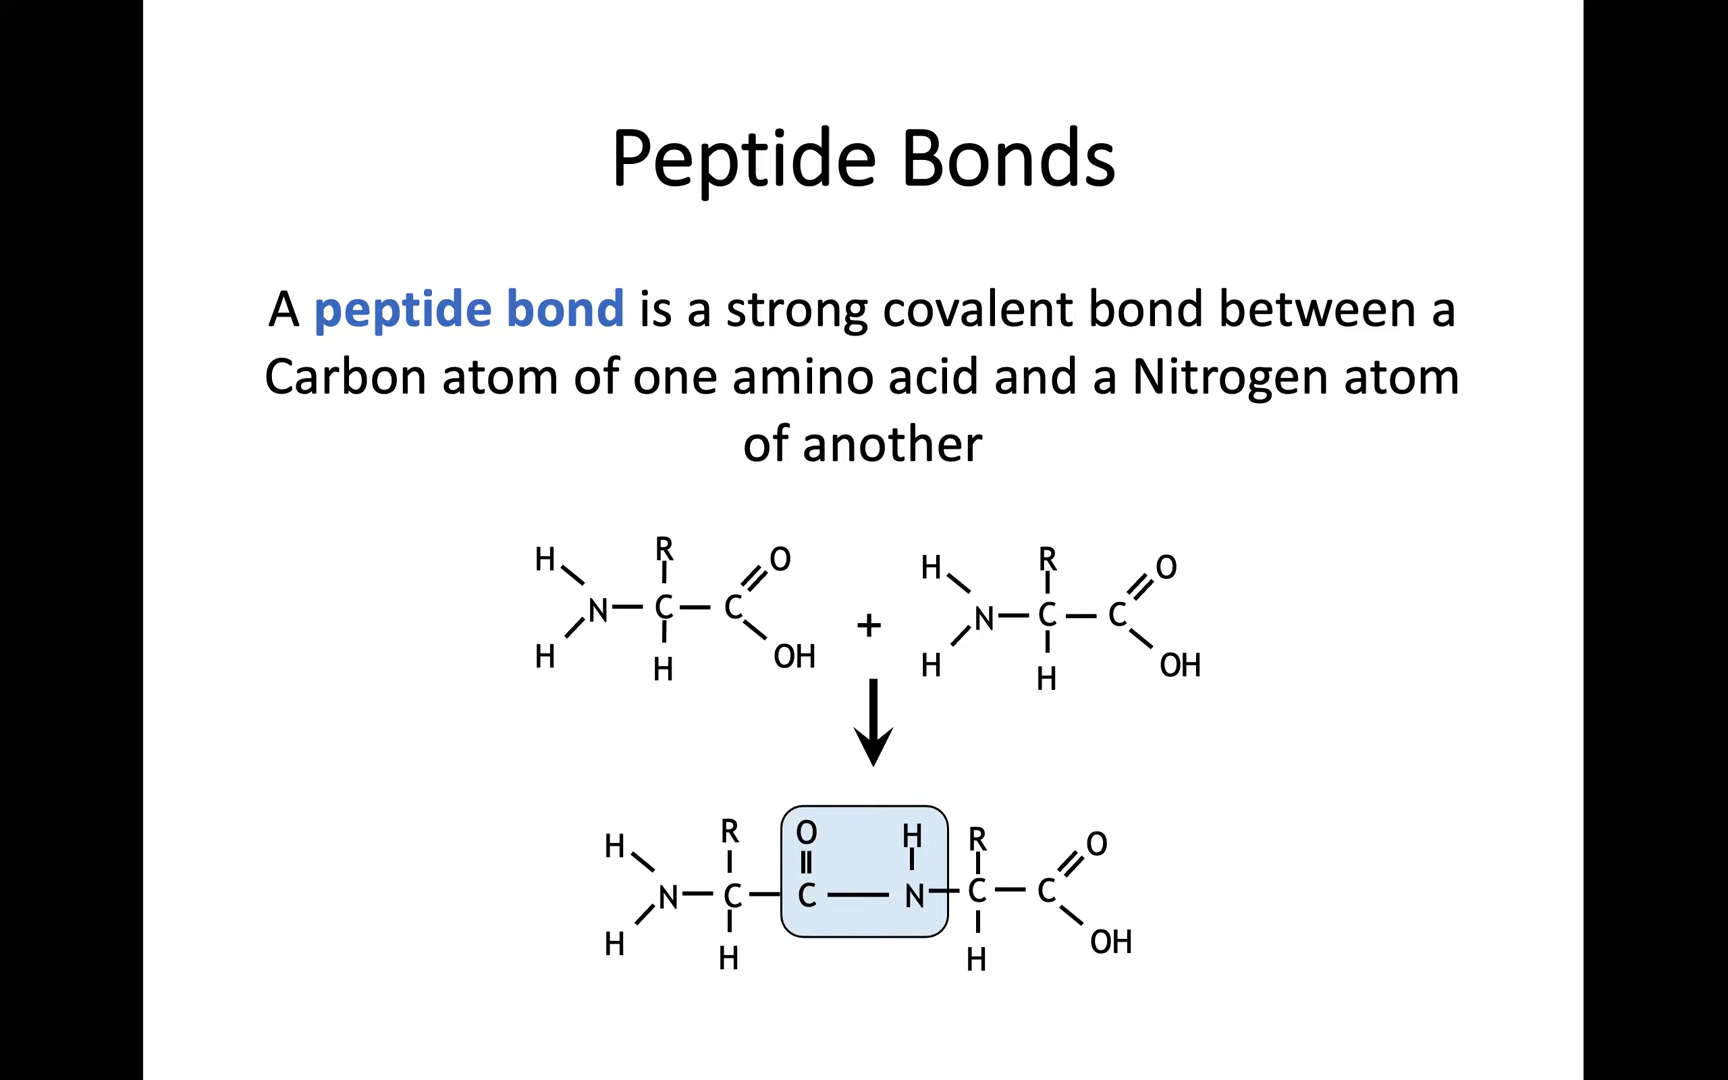 Peptide Bonds
A peptide bond is a strong covalent bond between a
Carbon atom of one amino acid and a Nitrogen atom
of another
H R O H R O
N C C + N C C
H H OH H H OH
H R O H R O
N C C N C C
H H H OH